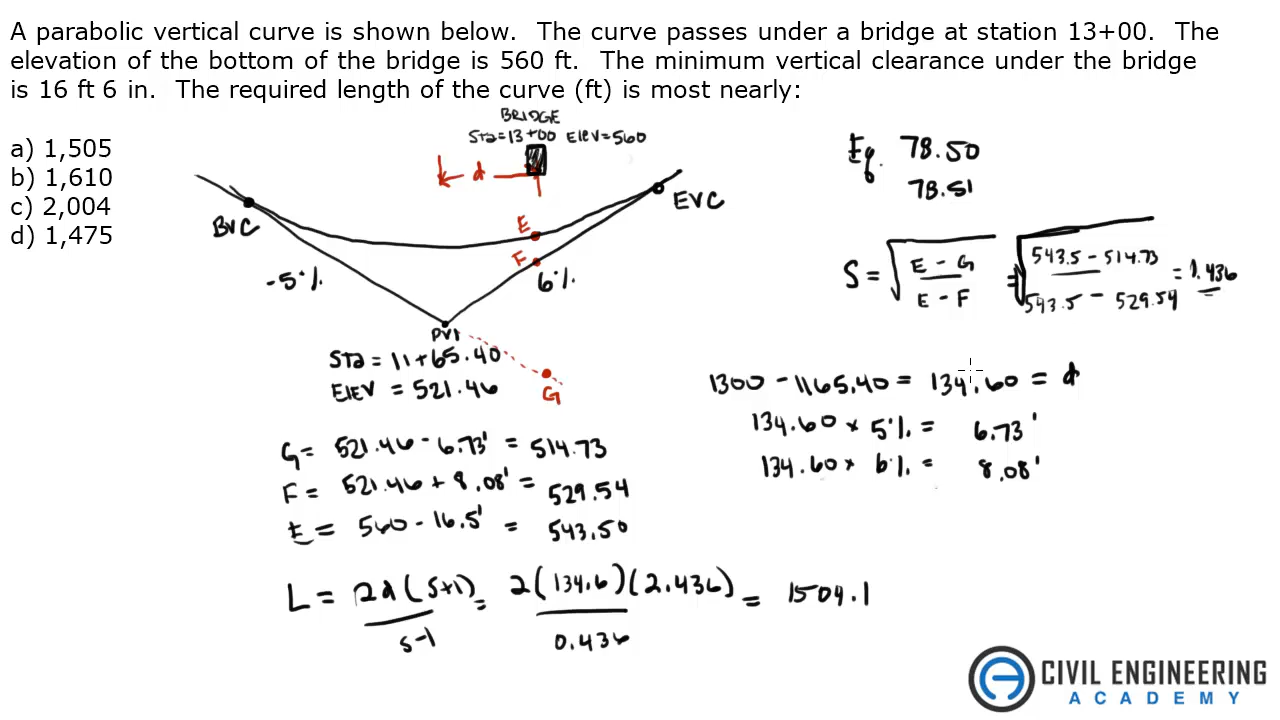 A parabolic vertical curve is shown below. The curve passes under a bridge at station 13+00. The
elevation of the bottom of the bridge is 560 ft. The minimum vertical clearance under the bridge
is 16 ft 6 in. The required length of the curve (ft) is most nearly:
a) 1,505
b) 1,610
c) 2,004
d) 1,475
BRIDGE
Sta = 13+00 Elev = 560
d
BVC
E
F
EVC
-5%
6%
PVI
Sta = 11+65.40
Elev = 521.46
G
Eq. 78.50
78.51
S = √((E - G)/(E - F)) = √((543.5 - 514.73)/(543.5 - 529.54)) = 1.436
1300 - 1165.40 = 134.60 = d
134.60 x 5% = 6.73'
134.60 x 6% = 8.08'
G = 521.46 - 6.73' = 514.73
F = 521.46 + 8.08' = 529.54
E = 560 - 16.5' = 543.50
L = 2d(S+1)/(S-1) = 2(134.6)(2.436)/0.436 = 1504.1
CIVIL ENGINEERING
ACADEMY